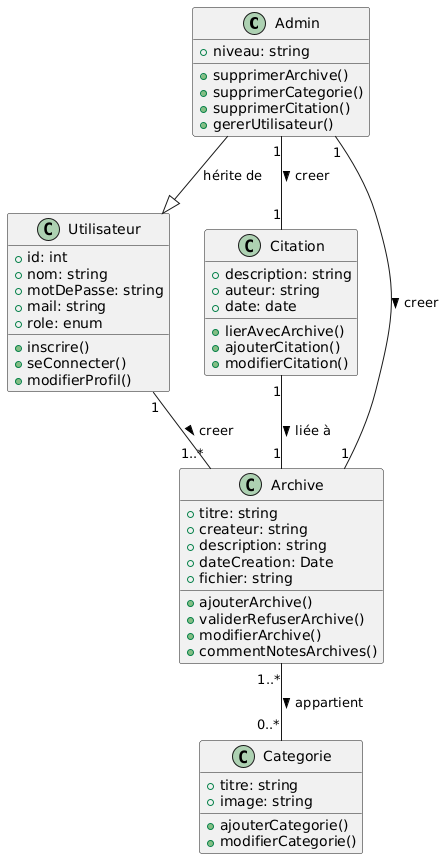 C Admin
niveau: string
supprimerArchive()
supprimerCategorie()
supprimerCitation()
gererUtilisateur()
1
1
hérite de
creer
1
C Utilisateur
id: int
nom: string
motDePasse: string
mail: string
role: enum
inscrire()
seConnecter()
modifierProfil()
C Citation
description: string
auteur: string
date: date
lierAvecArchive()
ajouterCitation()
modifierCitation()
creer
1
1
creer
liée à
1..*
1
1
C Archive
titre: string
createur: string
description: string
dateCreation: Date
fichier: string
ajouterArchive()
validerRefuserArchive()
modifierArchive()
commentNotesArchives()
1..*
appartient
0..*
C Categorie
titre: string
image: string
ajouterCategorie()
modifierCategorie()